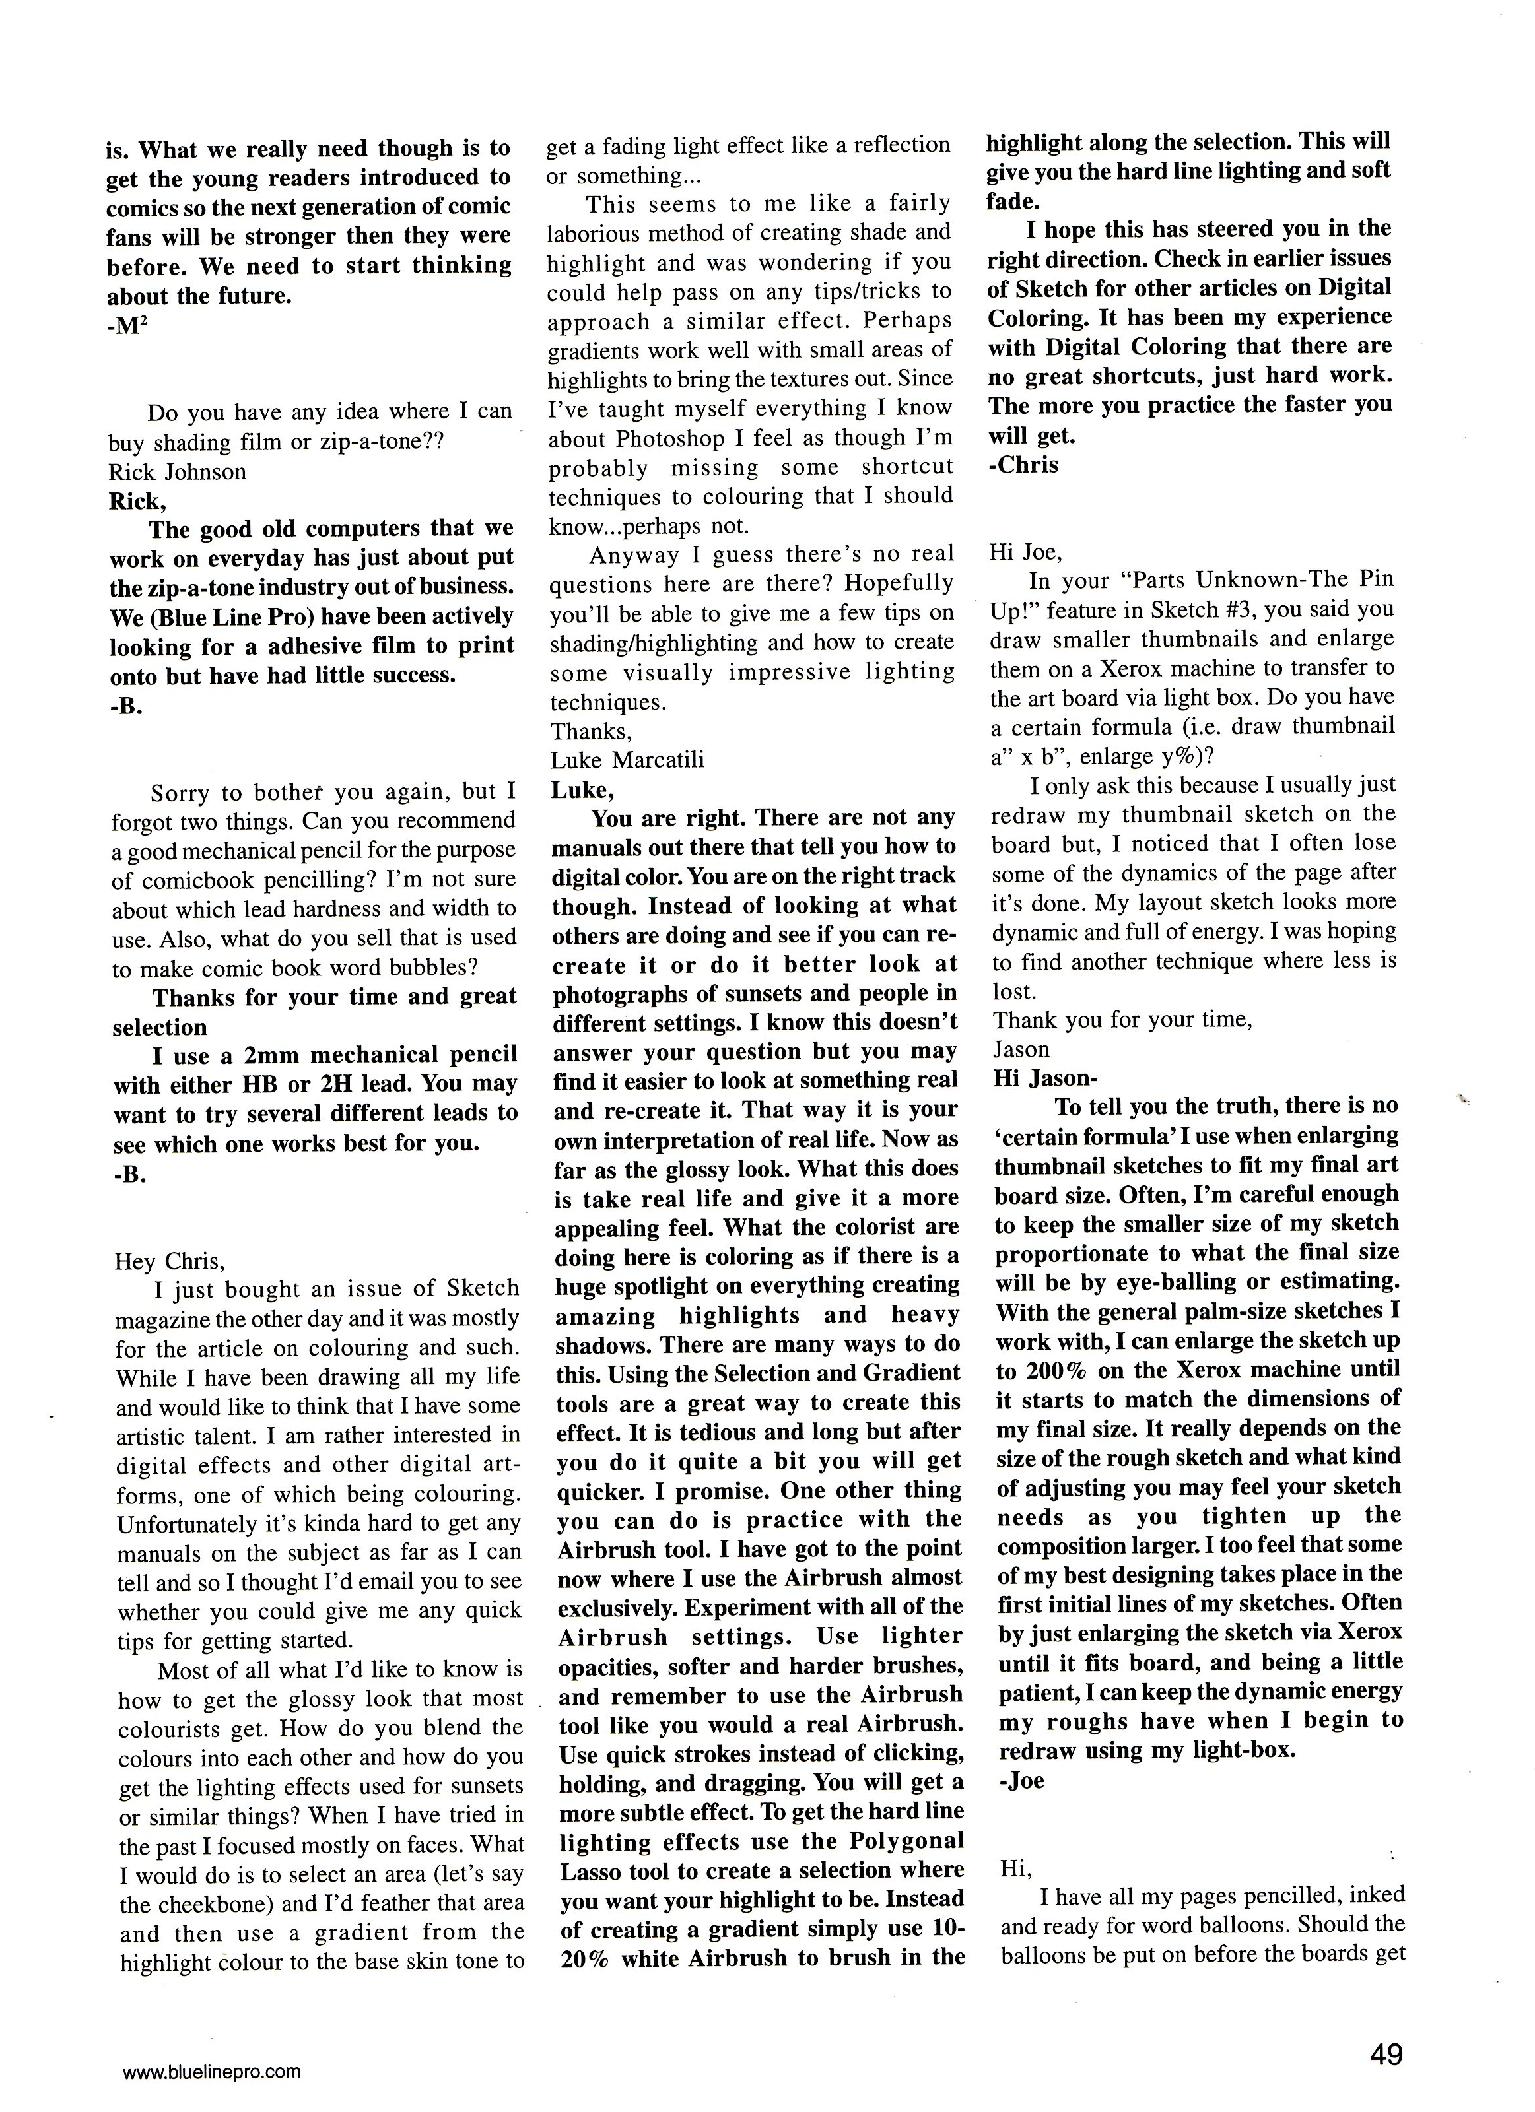 is. What we really need though is to
get the young readers introduced to
comics so the next generation of comic
fans will be stronger then they were
before. We need to start thinking
about the future.
-M²
Do you have any idea where I can
buy shading film or zip-a-tone??
Rick Johnson
Rick,
The good old computers that we
work on everyday has just about put
the zip-a-tone industry out of business.
We (Blue Line Pro) have been actively
looking for a adhesive film to print
onto but have had little success.
-B.
Sorry to bother you again, but I
forgot two things. Can you recommend
a good mechanical pencil for the purpose
of comicbook pencilling? I'm not sure
about which lead hardness and width to
use. Also, what do you sell that is used
to make comic book word bubbles?
Thanks for your time and great
selection
I use a 2mm mechanical pencil
with either HB or 2H lead. You may
want to try several different leads to
see which one works best for you.
-B.
Hey Chris,
I just bought an issue of Sketch
magazine the other day and it was mostly
for the article on colouring and such.
While I have been drawing all my life
and would like to think that I have some
artistic talent. I am rather interested in
digital effects and other digital art-
forms, one of which being colouring.
Unfortunately it's kinda hard to get any
manuals on the subject as far as I can
tell and so I thought I'd email you to see
whether you could give me any quick
tips for getting started.
Most of all what I'd like to know is
how to get the glossy look that most
colourists get. How do you blend the
colours into each other and how do you
get the lighting effects used for sunsets
or similar things? When I have tried in
the past I focused mostly on faces. What
I would do is to select an area (let's say
the cheekbone) and I'd feather that area
and then use a gradient from the
highlight colour to the base skin tone to
get a fading light effect like a reflection
or something...
This seems to me like a fairly
laborious method of creating shade and
highlight and was wondering if you
could help pass on any tips/tricks to
approach a similar effect. Perhaps
gradients work well with small areas of
highlights to bring the textures out. Since
I've taught myself everything I know
about Photoshop I feel as though I'm
probably missing some shortcut
techniques to colouring that I should
know...perhaps not.
Anyway I guess there's no real
questions here are there? Hopefully
you'll be able to give me a few tips on
shading/highlighting and how to create
some visually impressive lighting
techniques.
Thanks,
Luke Marcatili
Luke,
You are right. There are not any
manuals out there that tell you how to
digital color. You are on the right track
though. Instead of looking at what
others are doing and see if you can re-
create it or do it better look at
photographs of sunsets and people in
different settings. I know this doesn't
answer your question but you may
find it easier to look at something real
and re-create it. That way it is your
own interpretation of real life. Now as
far as the glossy look. What this does
is take real life and give it a more
appealing feel. What the colorist are
doing here is coloring as if there is a
huge spotlight on everything creating
amazing highlights and heavy
shadows. There are many ways to do
this. Using the Selection and Gradient
tools are a great way to create this
effect. It is tedious and long but after
you do it quite a bit you will get
quicker. I promise. One other thing
you can do is practice with the
Airbrush tool. I have got to the point
now where I use the Airbrush almost
exclusively. Experiment with all of the
Airbrush settings. Use lighter
opacities, softer and harder brushes,
and remember to use the Airbrush
tool like you would a real Airbrush.
Use quick strokes instead of clicking,
holding, and dragging. You will get a
more subtle effect. To get the hard line
lighting effects use the Polygonal
Lasso tool to create a selection where
you want your highlight to be. Instead
of creating a gradient simply use 10-
20% white Airbrush to brush in the
highlight along the selection. This will
give you the hard line lighting and soft
fade.
I hope this has steered you in the
right direction. Check in earlier issues
of Sketch for other articles on Digital
Coloring. It has been my experience
with Digital Coloring that there are
no great shortcuts, just hard work.
The more you practice the faster you
will get.
-Chris
Hi Joe,
In your “Parts Unknown-The Pin
Up!” feature in Sketch #3, you said you
draw smaller thumbnails and enlarge
them on a Xerox machine to transfer to
the art board via light box. Do you have
a certain formula (i.e. draw thumbnail
a” x b”, enlarge y%)?
I only ask this because I usually just
redraw my thumbnail sketch on the
board but, I noticed that I often lose
some of the dynamics of the page after
it's done. My layout sketch looks more
dynamic and full of energy. I was hoping
to find another technique where less is
lost.
Thank you for your time,
Jason
Hi Jason-
To tell you the truth, there is no
‘certain formula’ I use when enlarging
thumbnail sketches to fit my final art
board size. Often, I'm careful enough
to keep the smaller size of my sketch
proportionate to what the final size
will be by eye-balling or estimating.
With the general palm-size sketches I
work with, I can enlarge the sketch up
to 200% on the Xerox machine until
it starts to match the dimensions of
my final size. It really depends on the
size of the rough sketch and what kind
of adjusting you may feel your sketch
needs as you tighten up the
composition larger. I too feel that some
of my best designing takes place in the
first initial lines of my sketches. Often
by just enlarging the sketch via Xerox
until it fits board, and being a little
patient, I can keep the dynamic energy
my roughs have when I begin to
redraw using my light-box.
-Joe
Hi,
I have all my pages pencilled, inked
and ready for word balloons. Should the
balloons be put on before the boards get
www.bluelinepro.com
49